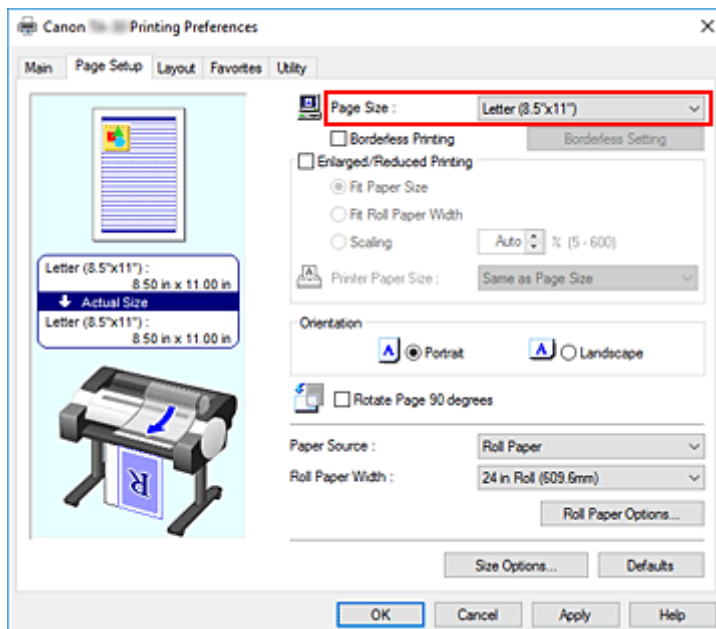 Canon Printing Preferences
Main Page Setup Layout Favorites Utility
Page Size : Letter (8.5"x11")
Borderless Printing Borderless Setting
Enlarged/Reduced Printing
Fit Paper Size
Fit Roll Paper Width
Scaling Auto % (5 - 600)
Printer Paper Size : Same as Page Size
Letter (8.5"x11") :
8.50 in x 11.00 in
Actual Size
Letter (8.5"x11") :
8.50 in x 11.00 in
Orientation
A Portrait A Landscape
Rotate Page 90 degrees
Paper Source : Roll Paper
Roll Paper Width : 24 in Roll (609.6mm)
Roll Paper Options...
R
Size Options... Defaults
OK Cancel Apply Help